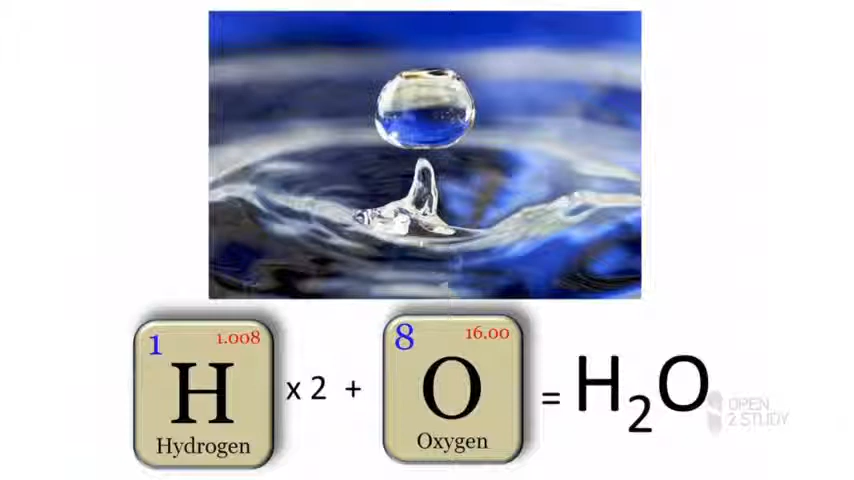 1 1.008
H
Hydrogen
x 2 +
8 16.00
O
Oxygen
= H₂O
OPEN
2 STUDY